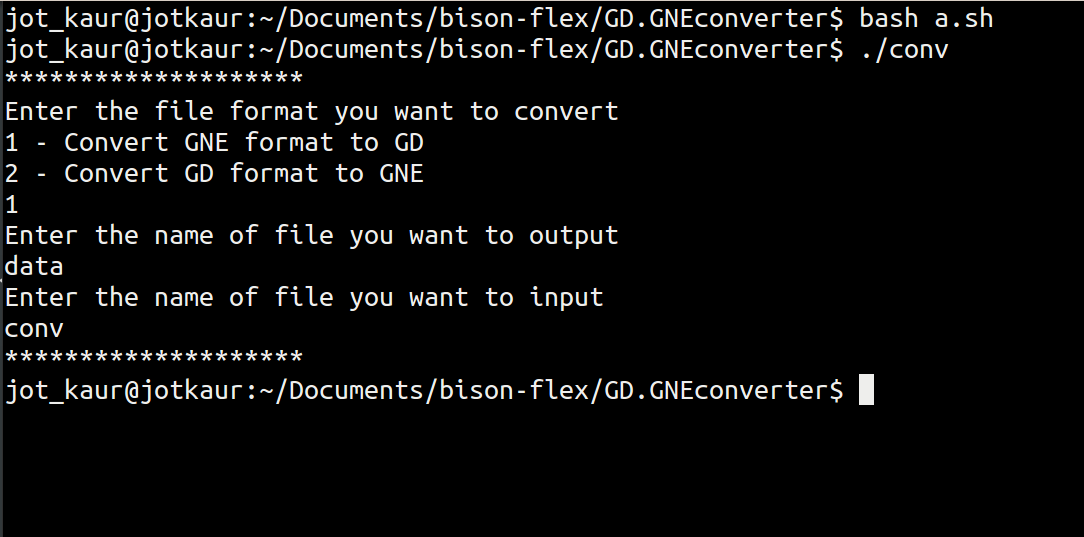 jot_kaur@jotkaur:~/Documents/bison-flex/GD.GNEconverter$ bash a.sh
jot_kaur@jotkaur:~/Documents/bison-flex/GD.GNEconverter$ ./conv
********************
Enter the file format you want to convert
1 - Convert GNE format to GD
2 - Convert GD format to GNE
1
Enter the name of file you want to output
data
Enter the name of file you want to input
conv
********************
jot_kaur@jotkaur:~/Documents/bison-flex/GD.GNEconverter$